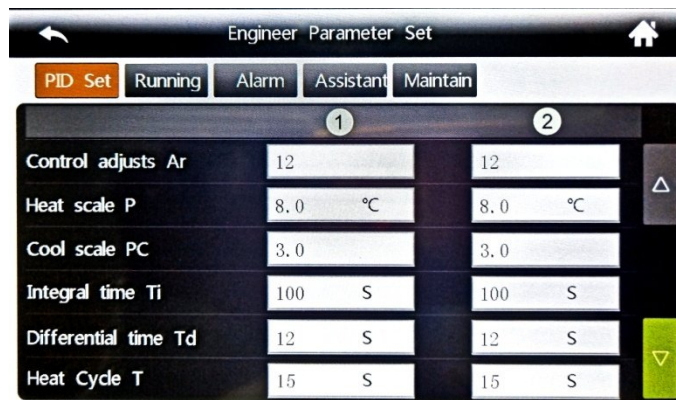 Engineer Parameter Set
PID Set Running Alarm Assistant Maintain
1 2
Control adjusts Ar 12 12
Heat scale P 8.0 ℃ 8.0 ℃
Cool scale PC 3.0 3.0
Integral time Ti 100 S 100 S
Differential time Td 12 S 12 S
Heat Cycle T 15 S 15 S